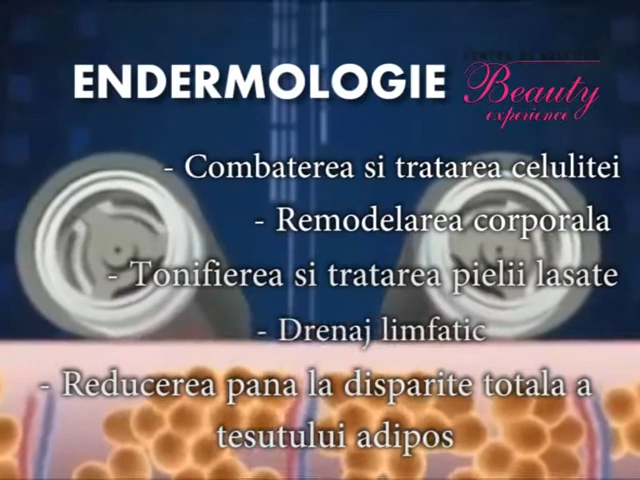 ENDERMOLOGIE
Beauty
experience
- Combaterea si tratarea celulitei
- Remodelarea corporala
- Tonifierea si tratarea pielii lasate
- Drenaj limfatic
- Reducerea pana la disparite totala a
tesutului adipos